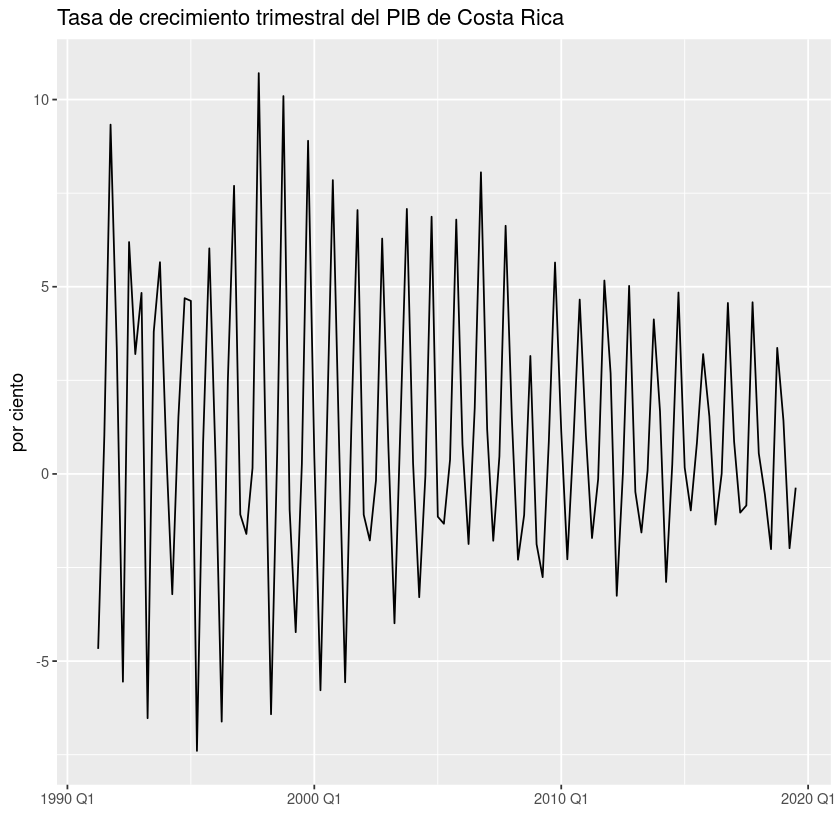 Tasa de crecimiento trimestral del PIB de Costa Rica
por ciento
10
5
0
-5
1990 Q1
2000 Q1
2010 Q1
2020 Q1